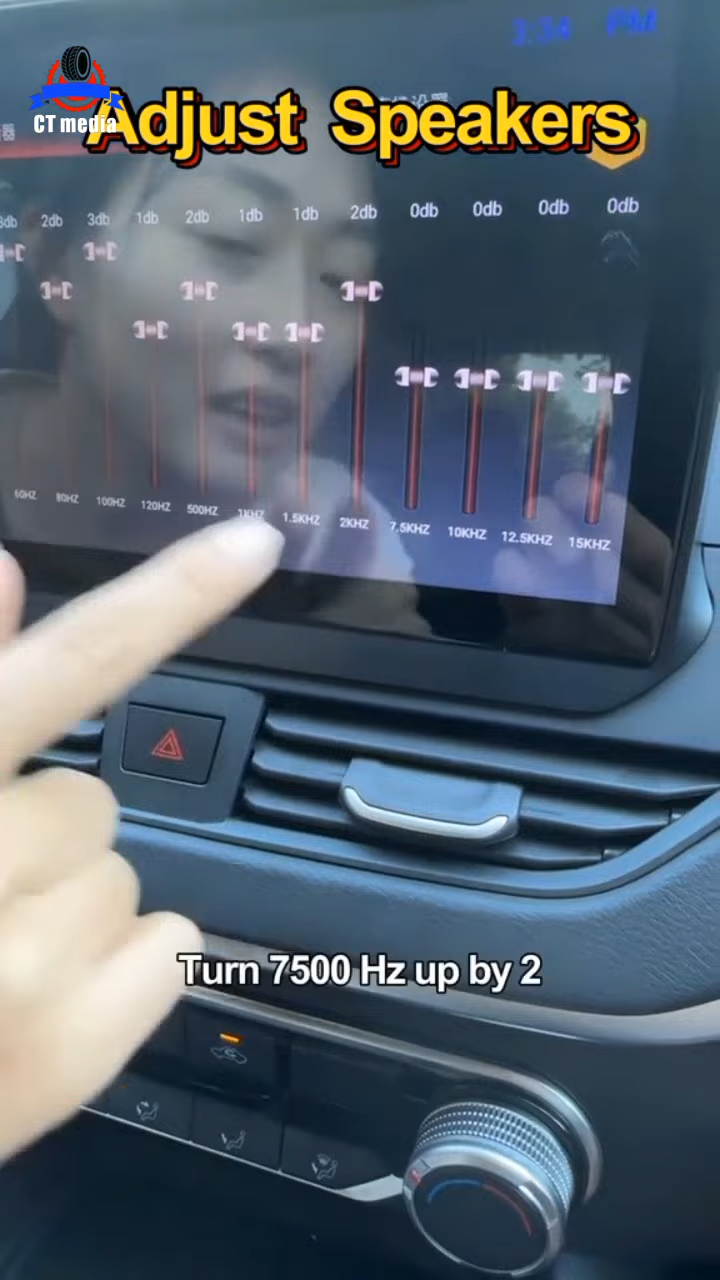 2:34 PM
Adjust Speakers
CT media
器
3db 2db 3db 1db 2db 1db 1db 2db 0db 0db 0db 0db
60HZ 80HZ 100HZ 120HZ 500HZ 1KHZ 1.5KHZ 2KHZ 7.5KHZ 10KHZ 12.5KHZ 15KHZ
Turn 7500 Hz up by 2